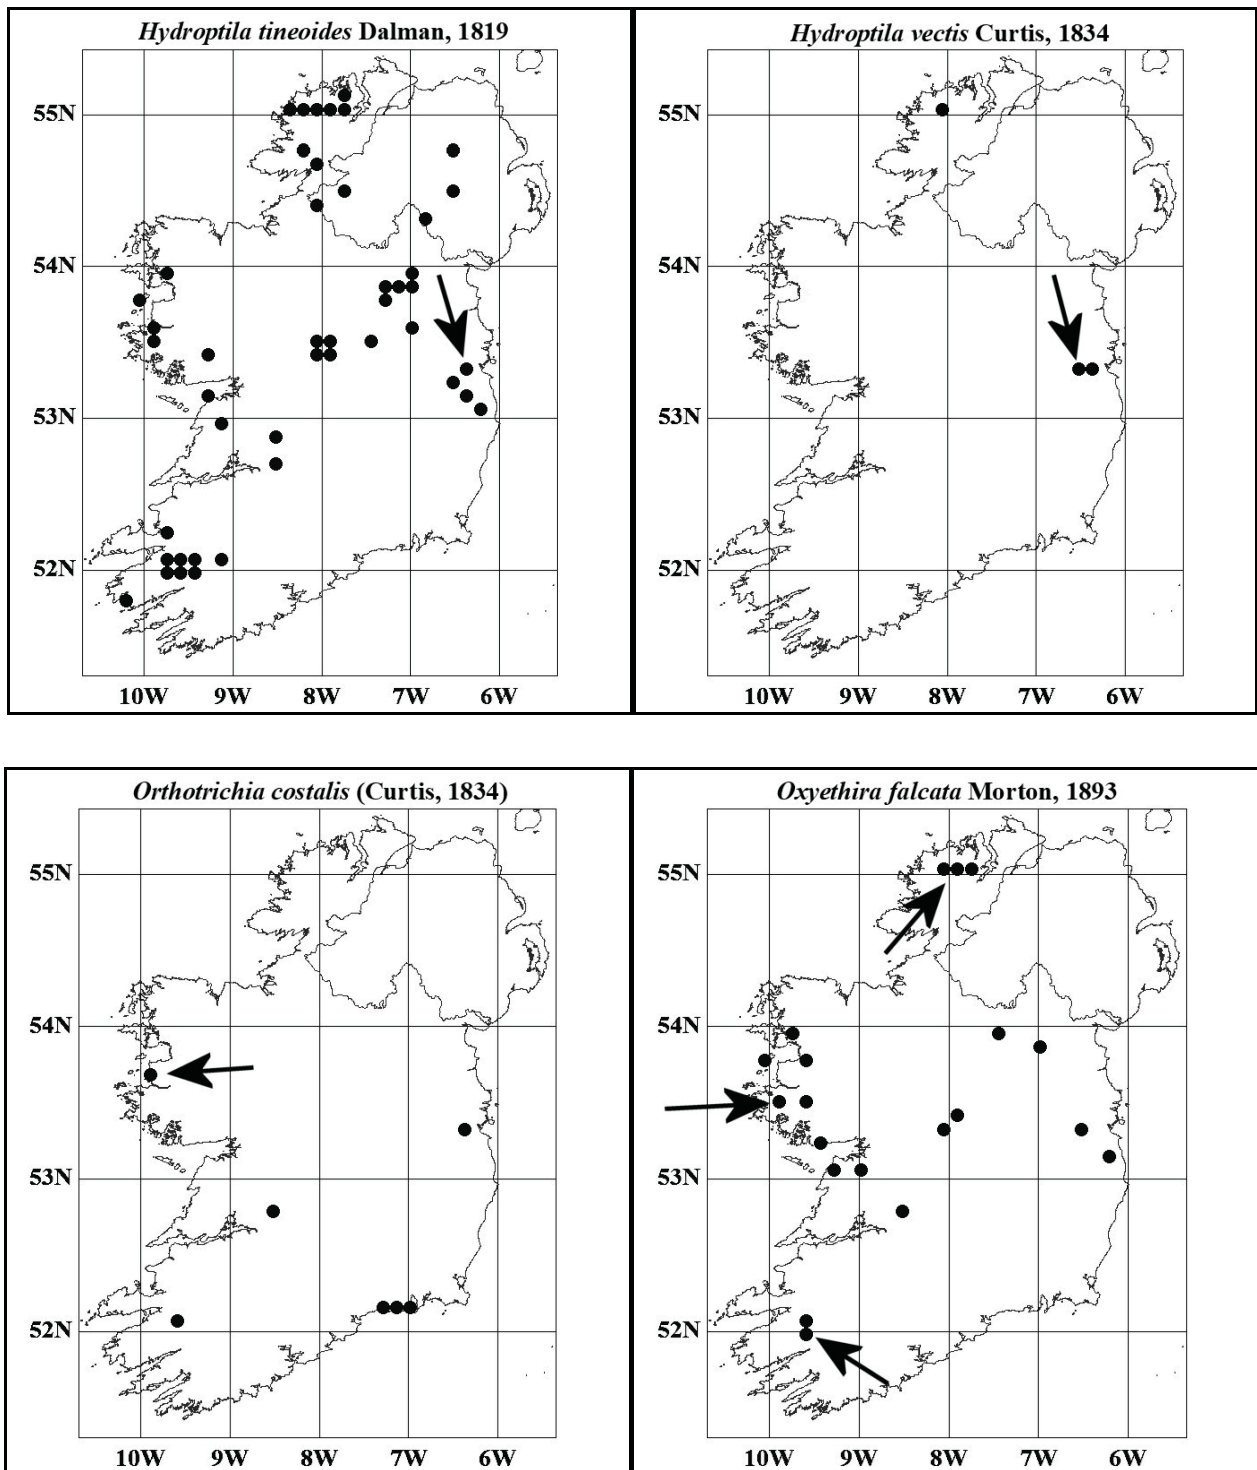 Hydroptila tineoides Dalman, 1819
55N
54N
53N
52N
10W 9W 8W 7W 6W
Hydroptila vectis Curtis, 1834
55N
54N
53N
52N
10W 9W 8W 7W 6W
Orthotrichia costalis (Curtis, 1834)
55N
54N
53N
52N
10W 9W 8W 7W 6W
Oxyethira falcata Morton, 1893
55N
54N
53N
52N
10W 9W 8W 7W 6W